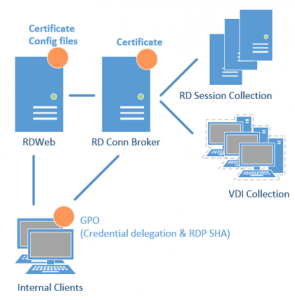 Certificate
Config files
Certificate
RDWeb
RD Conn Broker
RD Session Collection
VDI Collection
GPO
(Credential delegation & RDP SHA)
Internal Clients